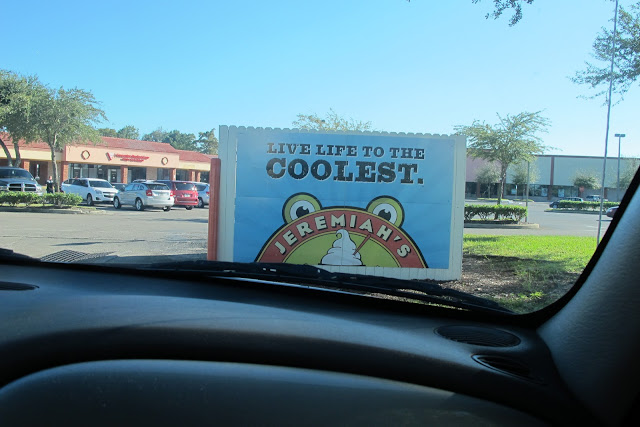 LIVE LIFE TO THE
COOLEST.
JEREMIAH'S